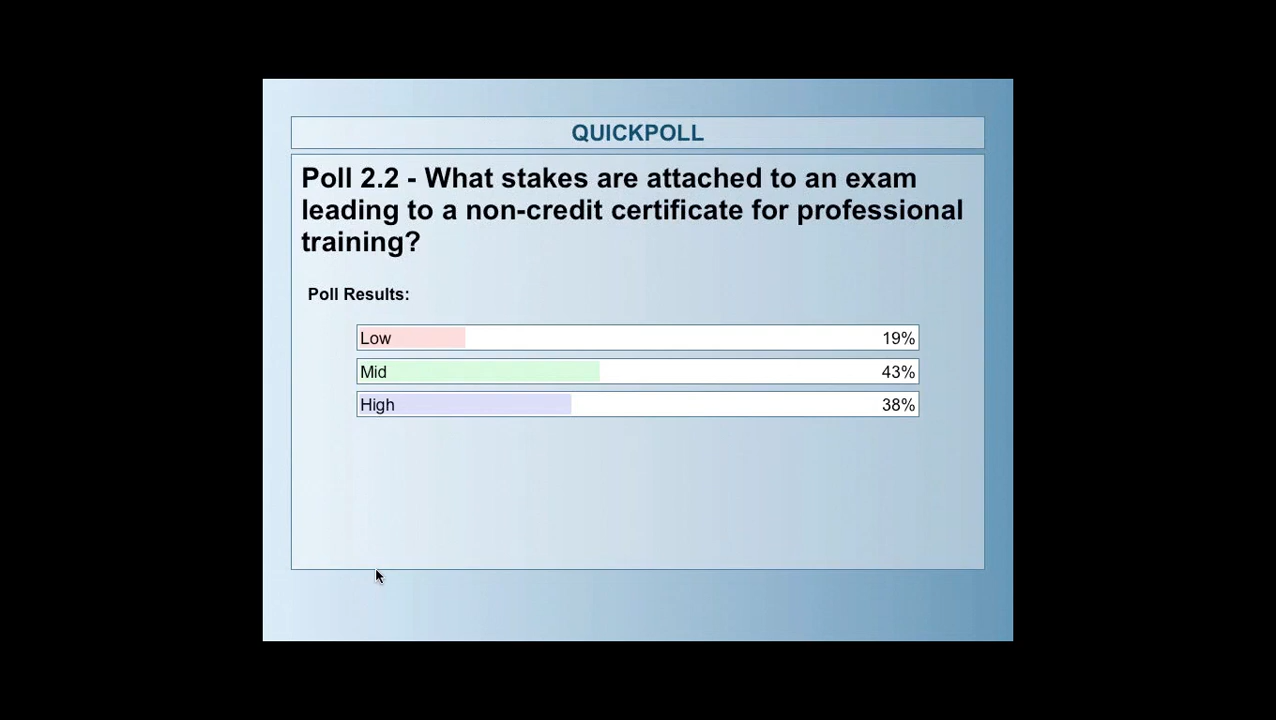 QUICKPOLL
Poll 2.2 - What stakes are attached to an exam
leading to a non-credit certificate for professional
training?
Poll Results:
Low 19%
Mid 43%
High 38%